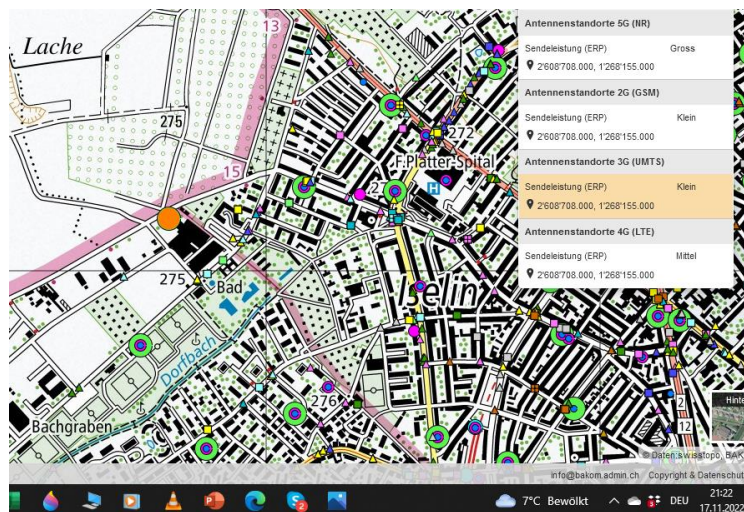 Lache
13
275
272
F.Platter-Spital
H
15
2
275
Bad
Iselin
Dorfbach
276
Bachgraben
2
12
Antennenstandorte 5G (NR)
Sendeleistung (ERP) Gross
2'608'708.000, 1'268'155.000
Antennenstandorte 2G (GSM)
Sendeleistung (ERP) Klein
2'608'708.000, 1'268'155.000
Antennenstandorte 3G (UMTS)
Sendeleistung (ERP) Klein
2'608'708.000, 1'268'155.000
Antennenstandorte 4G (LTE)
Sendeleistung (ERP) Mittel
2'608'708.000, 1'268'155.000
Hinte
© Daten:swisstopo, BAK
info@bakom.admin.ch Copyright & Datenschut
7°C Bewölkt DEU 21:22
17.11.2022